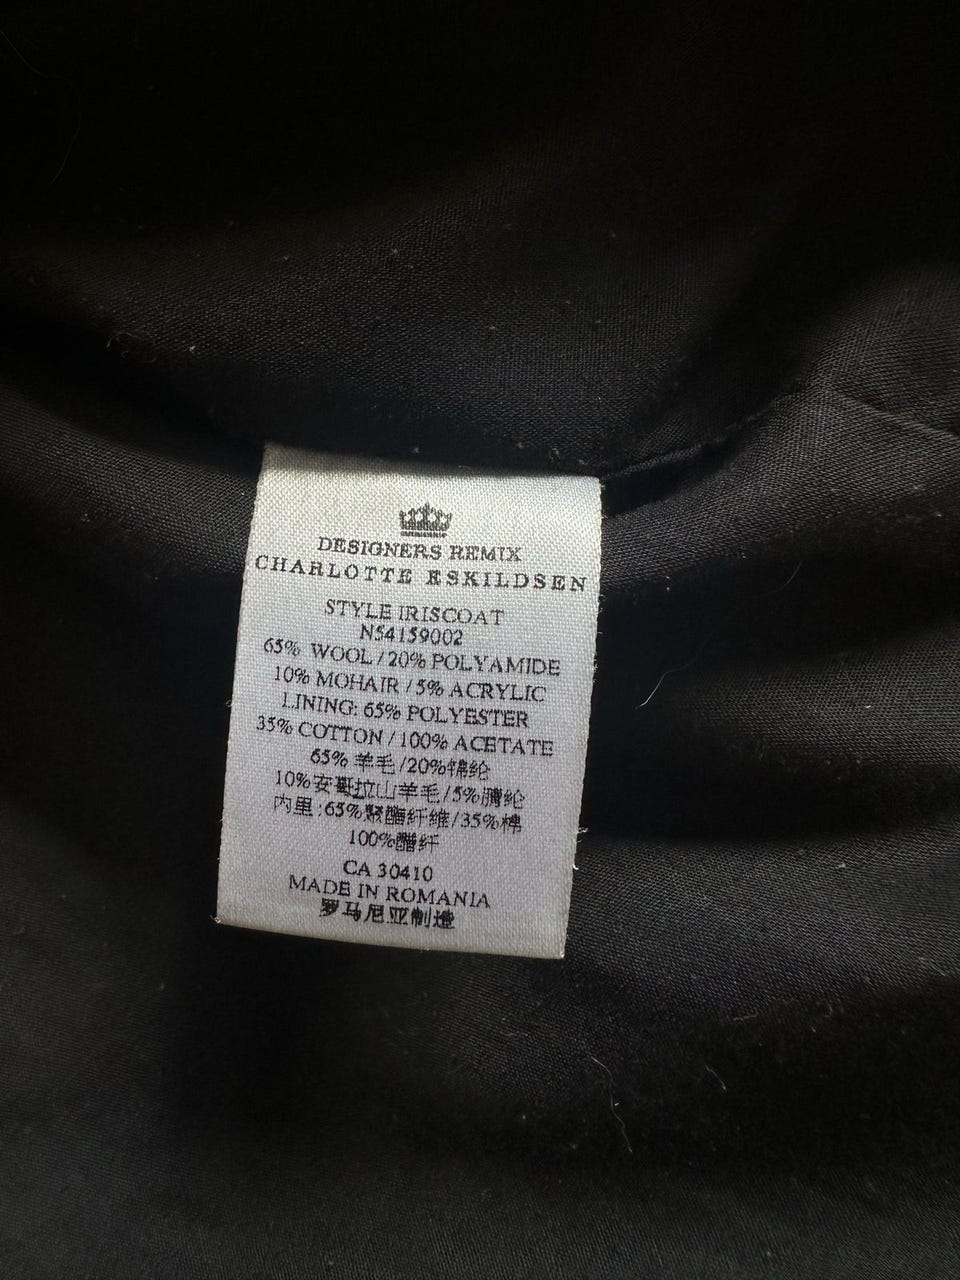 DESIGNERS REMIX
CHARLOTTE ESKILDSEN
STYLE IRISCOAT
N54159002
65% WOOL / 20% POLYAMIDE
10% MOHAIR / 5% ACRYLIC
LINING: 65% POLYESTER
35% COTTON / 100% ACETATE
65% 羊毛 /20%锦纶
10%安哥拉山羊毛/5%腈纶
内里:65%聚酯纤维/35%棉
100%醋纤
CA 30410
MADE IN ROMANIA
罗马尼亚制造